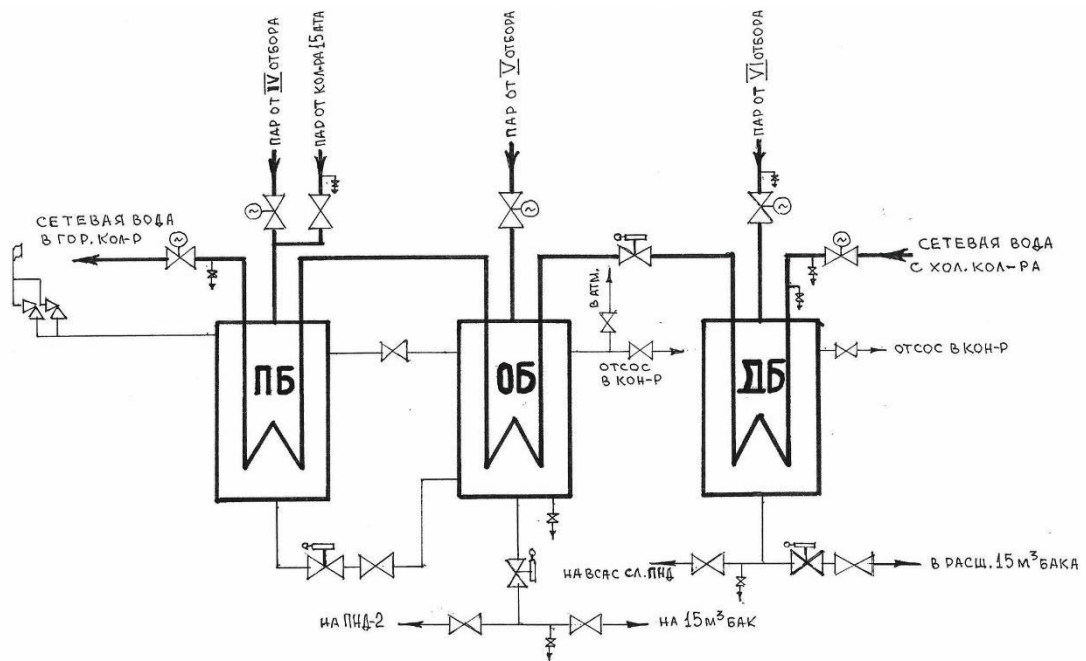 ПАР ОТ IV ОТБОРА
ПАР ОТ КОЛ-РА 15 АТА
ПАР ОТ V ОТБОРА
ПАР ОТ VI ОТБОРА
СЕТЕВАЯ ВОДА
В ГОР. КОЛ-Р
СЕТЕВАЯ ВОДА
С ХОЛ. КОЛ-РА
В АТМ.
ПБ
ОБ
ДБ
ОТСОС
В КОН-Р
ОТСОС В КОН-Р
НА ВСАС СЛ. ПНД
В РАСШ. 15 м³ БАКА
НА ПНД-2
НА 15 м³ БАК